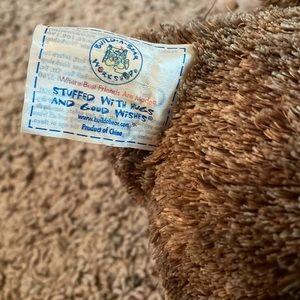 BUILD-A-BEAR
WORKSHOP®
Where Best Friends Are Made®
STUFFED WITH HUGS
AND GOOD WISHES®
www.buildabear.com
Product of China